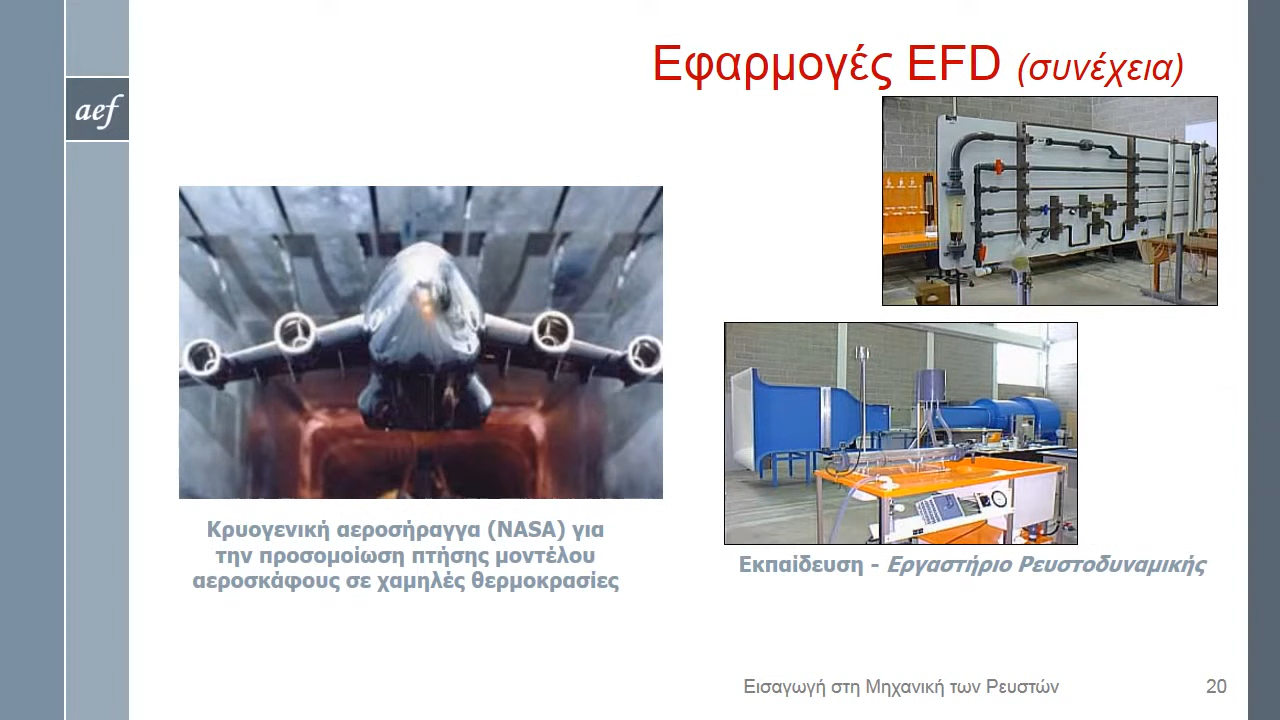 Εφαρμογές EFD (συνέχεια)
aef
Κρυογενική αεροσήραγγα (NASA) για
την προσομοίωση πτήσης μοντέλου
αεροσκάφους σε χαμηλές θερμοκρασίες
Εκπαίδευση - Εργαστήριο Ρευστοδυναμικής
Εισαγωγή στη Μηχανική των Ρευστών
20